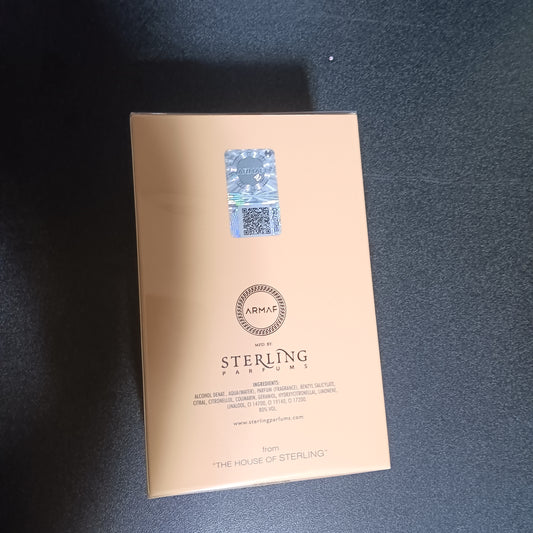 Armaf
ARMAF
MFD BY
STERLING
PARFUMS
INGREDIENTS:
ALCOHOL DENAT., AQUA(WATER), PARFUM (FRAGRANCE), BENZYL SALICYLATE,
CITRAL, CITRONELLOL, COUMARIN, GERANIOL, HYDROXYCITRONELLAL, LIMONENE,
LINALOOL, CI 14700, CI 19140, CI 17200.
80% VOL.
www.sterlingparfums.com
from
"THE HOUSE OF STERLING"